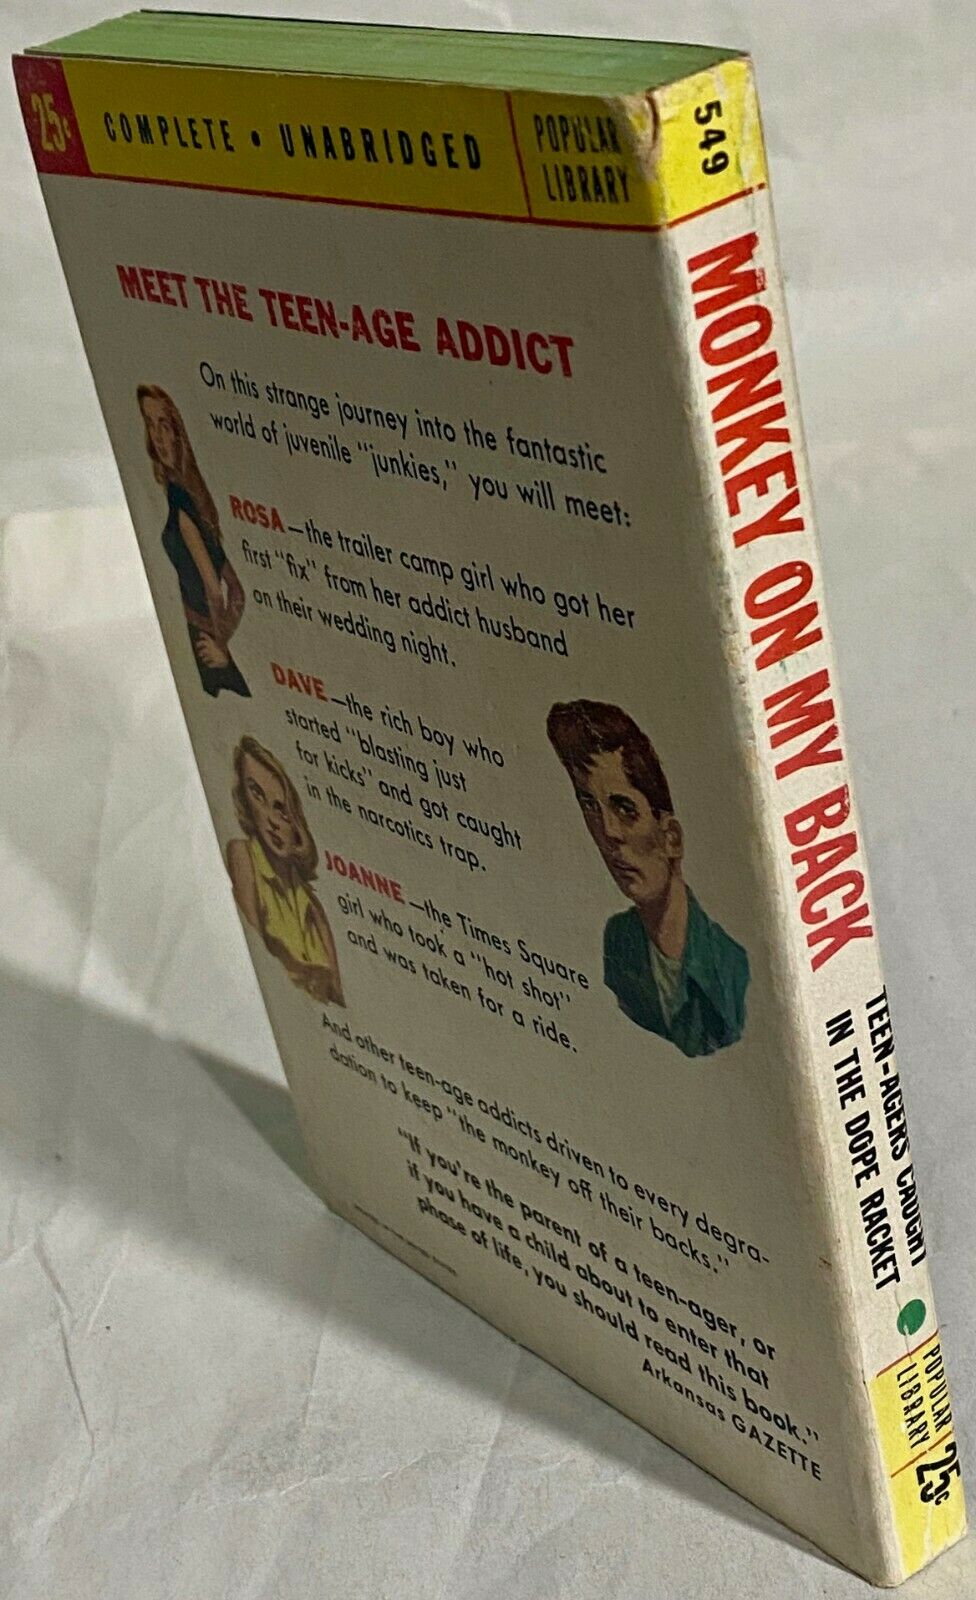 25c
COMPLETE • UNABRIDGED
POPULAR
LIBRARY
MEET THE TEEN-AGE ADDICT
On this strange journey into the fantastic
world of juvenile "junkies," you will meet:
ROSA—the trailer camp girl who got her
first "fix" from her addict husband
on their wedding night.
DAVE—the rich boy who
started "blasting just
for kicks" and got caught
in the narcotics trap.
JOANNE—the Times Square
girl who took a "hot shot"
and was taken for a ride.
And other teen-age addicts driven to every degra-
dation to keep "the monkey off their backs."
"If you're the parent of a teen-ager, or
if you have a child about to enter that
phase of life, you should read this book."
Arkansas GAZETTE
549
MONKEY ON MY BACK
TEEN-AGERS CAUGHT
IN THE DOPE RACKET
POPULAR
LIBRARY
25c